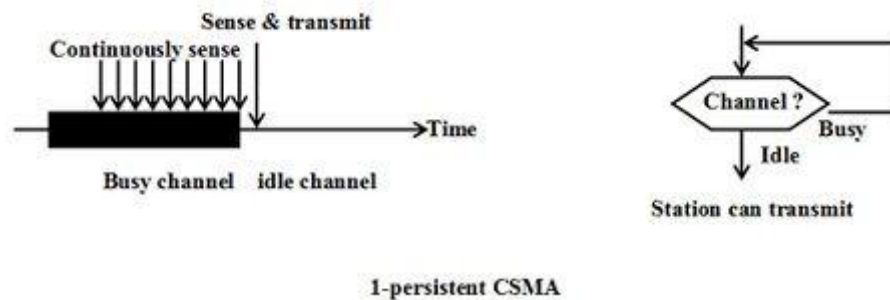 Sense & transmit
Continuously sense
Time
Busy channel idle channel
Channel ?
Busy
Idle
Station can transmit
1-persistent CSMA